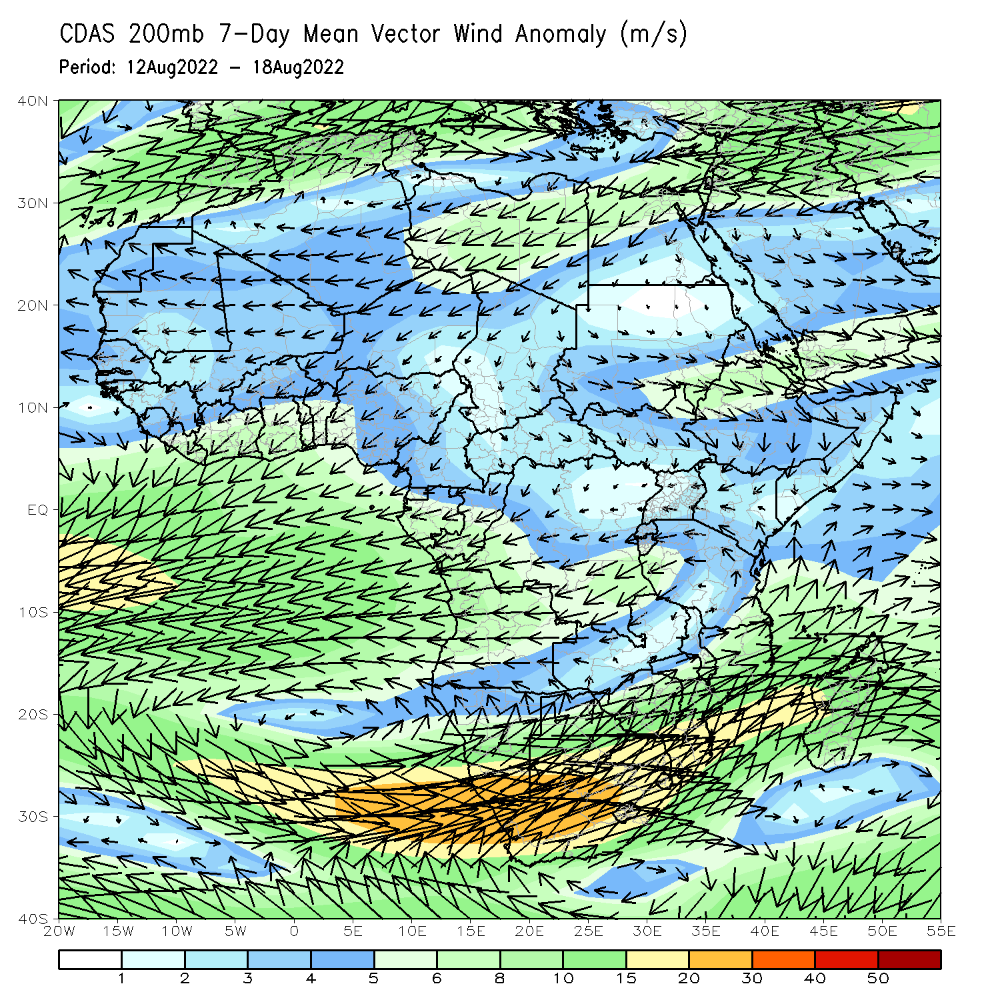 CDAS 200mb 7-Day Mean Vector Wind Anomaly (m/s)
Period: 12Aug2022 - 18Aug2022
40N
30N
20N
10N
EQ
10S
20S
30S
40S
20W 15W 10W 5W 0 5E 10E 15E 20E 25E 30E 35E 40E 45E 50E 55E
1 2 3 4 5 6 8 10 15 20 30 40 50